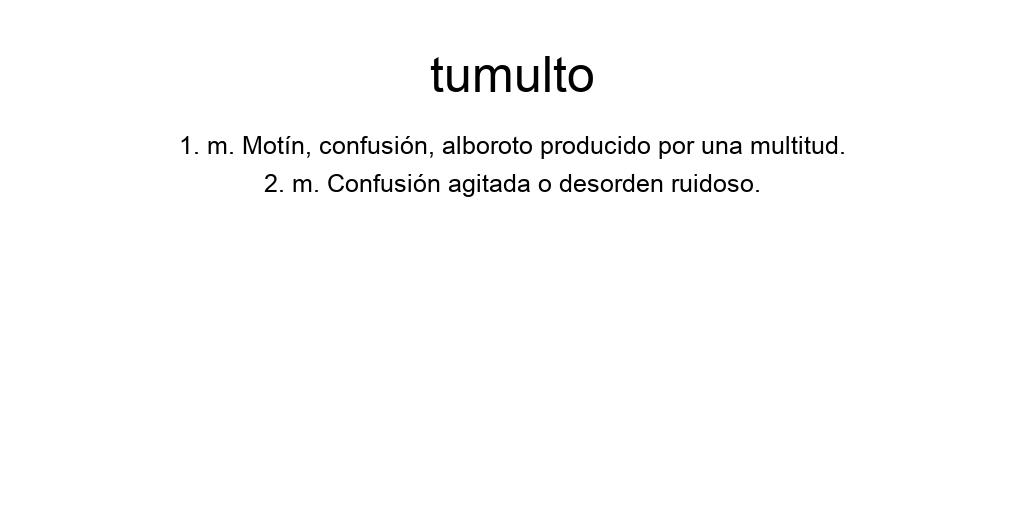 tumulto
1. m. Motín, confusión, alboroto producido por una multitud.
2. m. Confusión agitada o desorden ruidoso.